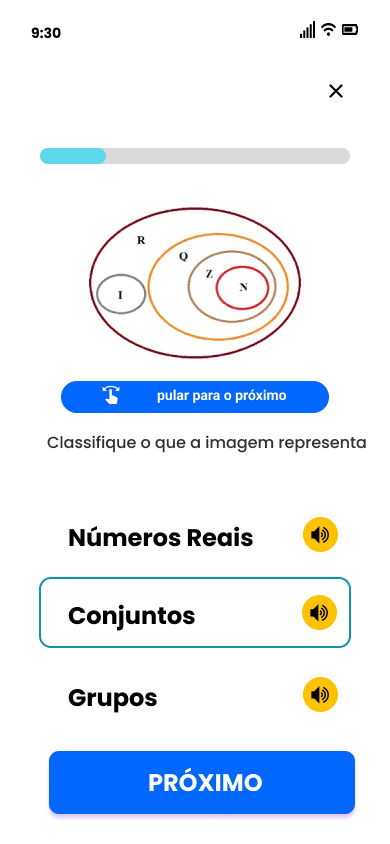 9:30
R
Q
Z
I
N
pular para o próximo
Classifique o que a imagem representa
Números Reais
Conjuntos
Grupos
PRÓXIMO